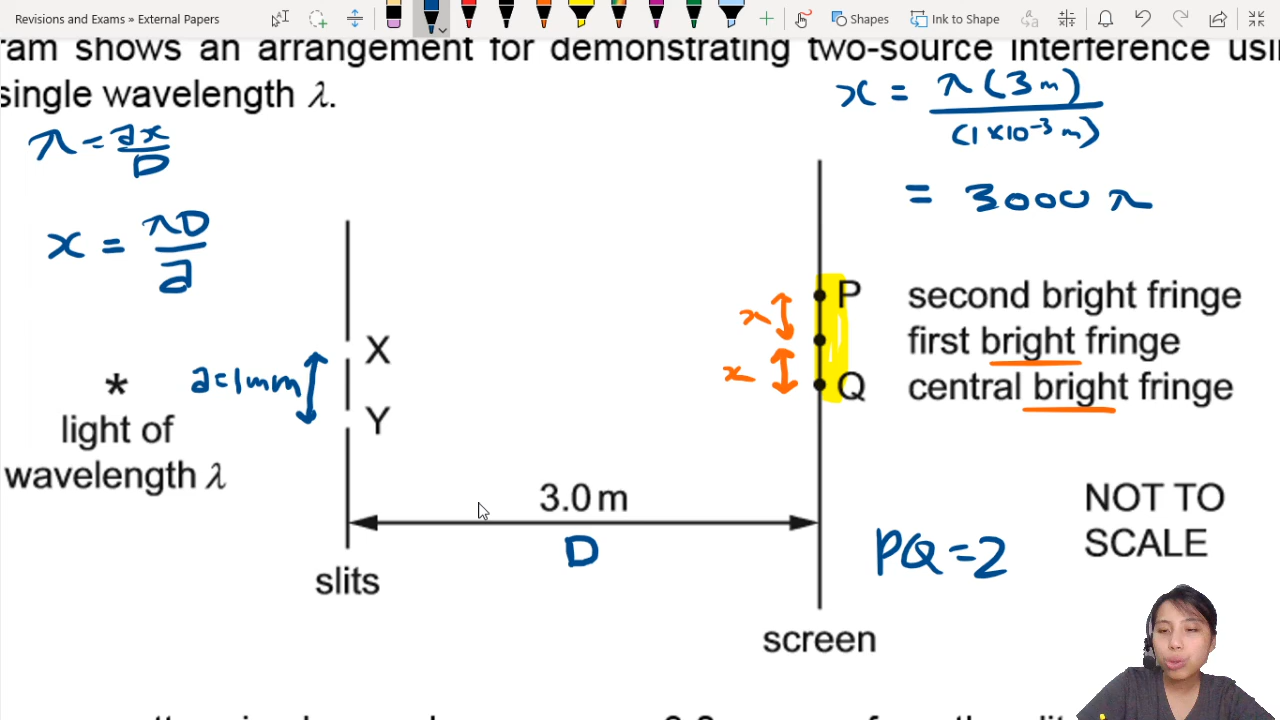 Revisions and Exams » External Papers
Shapes
Ink to Shape
ram shows an arrangement for demonstrating two-source interference usi
single wavelength λ.
λ = ax/D
x = λD/a
x = λ(3m)/(1×10⁻³m)
= 3000 λ
X
a=1mm
Y
*
light of
wavelength λ
x
x
P
second bright fringe
first bright fringe
Q
central bright fringe
3.0 m
D
slits
screen
PQ=2
NOT TO
SCALE